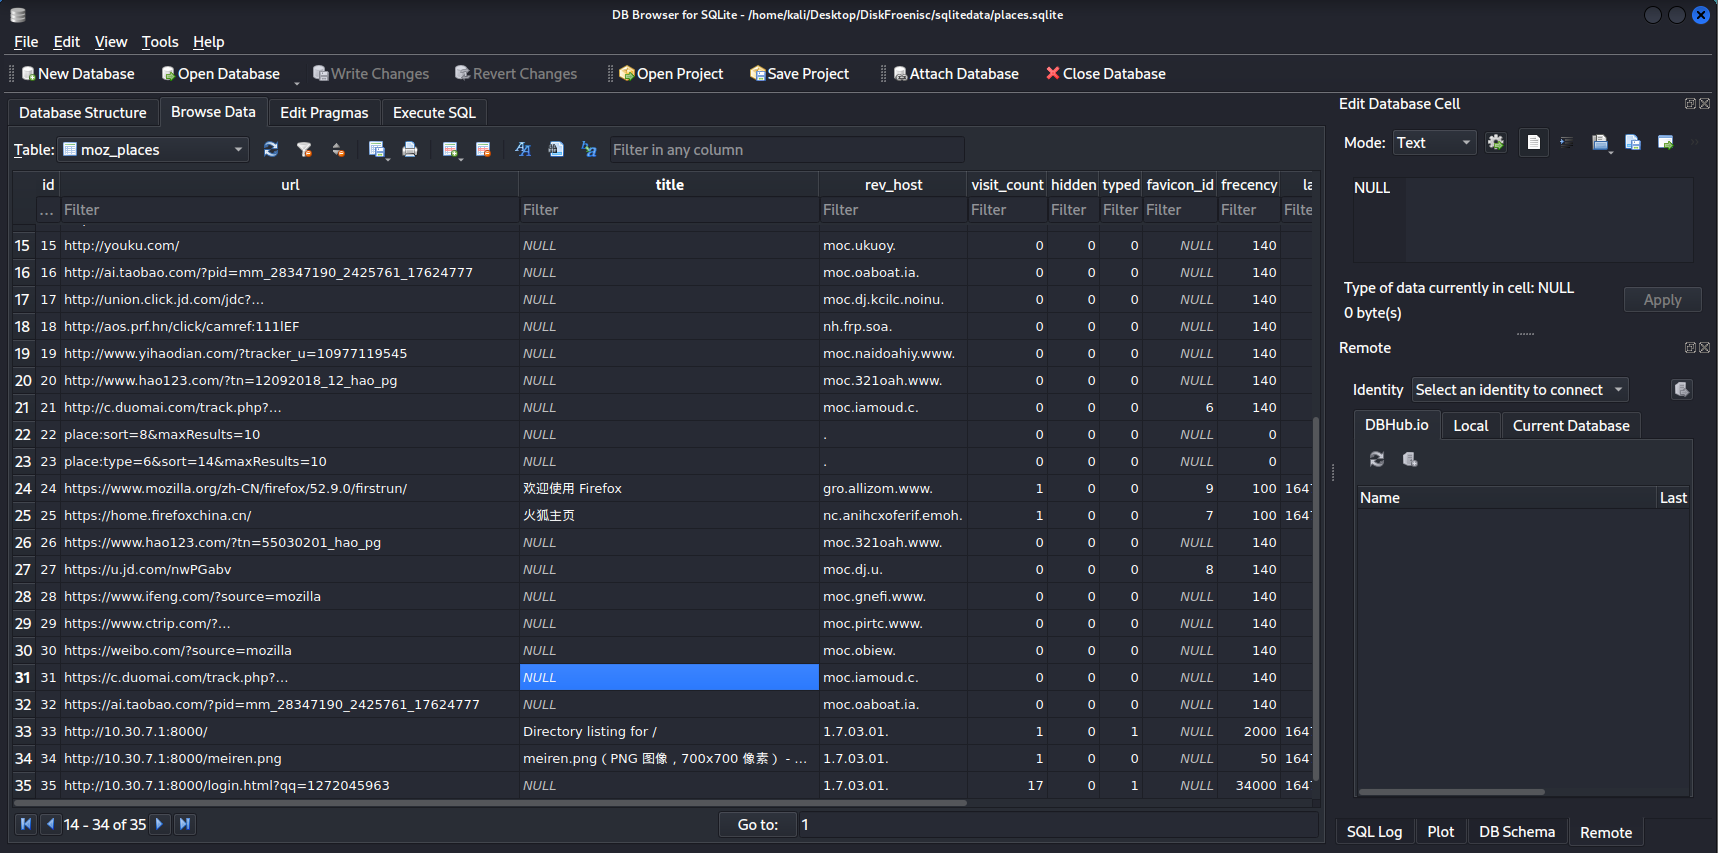 DB Browser for SQLite - /home/kali/Desktop/DiskFroenisc/sqlitedata/places.sqlite
File Edit View Tools Help
New Database Open Database Write Changes Revert Changes Open Project Save Project Attach Database Close Database
Database Structure Browse Data Edit Pragmas Execute SQL
Table: moz_places Filter in any column
id url title rev_host visit_count hidden typed favicon_id frecency la
... Filter Filter Filter Filter Filter Filter Filter Filter Filte
15 15 http://youku.com/ NULL moc.ukuoy. 0 0 0 NULL 140
16 16 http://ai.taobao.com/?pid=mm_28347190_2425761_17624777 NULL moc.oaboat.ia. 0 0 0 NULL 140
17 17 http://union.click.jd.com/jdc?... NULL moc.dj.kcilc.noinu. 0 0 0 NULL 140
18 18 http://aos.prf.hn/click/camref:111lEF NULL nh.frp.soa. 0 0 0 NULL 140
19 19 http://www.yihaodian.com/?tracker_u=10977119545 NULL moc.naidoahiy.www. 0 0 0 NULL 140
20 20 http://www.hao123.com/?tn=12092018_12_hao_pg NULL moc.321oah.www. 0 0 0 NULL 140
21 21 http://c.duomai.com/track.php?... NULL moc.iamoud.c. 0 0 0 6 140
22 22 place:sort=8&maxResults=10 NULL . 0 0 0 NULL 0
23 23 place:type=6&sort=14&maxResults=10 NULL . 0 0 0 NULL 0
24 24 https://www.mozilla.org/zh-CN/firefox/52.9.0/firstrun/ 欢迎使用 Firefox gro.allizom.www. 1 0 0 9 100 1647
25 25 https://home.firefoxchina.cn/ 火狐主页 nc.anihcxoferif.emoh. 1 0 0 7 100 1647
26 26 https://www.hao123.com/?tn=55030201_hao_pg NULL moc.321oah.www. 0 0 0 NULL 140
27 27 https://u.jd.com/nwPGabv NULL moc.dj.u. 0 0 0 8 140
28 28 https://www.ifeng.com/?source=mozilla NULL moc.gnefi.www. 0 0 0 NULL 140
29 29 https://www.ctrip.com/?... NULL moc.pirtc.www. 0 0 0 NULL 140
30 30 https://weibo.com/?source=mozilla NULL moc.obiew. 0 0 0 NULL 140
31 31 https://c.duomai.com/track.php?... NULL moc.iamoud.c. 0 0 0 NULL 140
32 32 https://ai.taobao.com/?pid=mm_28347190_2425761_17624777 NULL moc.oaboat.ia. 0 0 0 NULL 140
33 33 http://10.30.7.1:8000/ Directory listing for / 1.7.03.01. 1 0 1 NULL 2000 1647
34 34 http://10.30.7.1:8000/meiren.png meiren.png（PNG 图像，700x700 像素） - ... 1.7.03.01. 1 0 0 NULL 50 1647
35 35 http://10.30.7.1:8000/login.html?qq=1272045963 NULL 1.7.03.01. 17 0 1 NULL 34000 1647
14 - 34 of 35 Go to: 1
Edit Database Cell
Mode: Text
NULL
Type of data currently in cell: NULL
0 byte(s)
Apply
Remote
Identity Select an identity to connect
DBHub.io Local Current Database
Name Last
SQL Log Plot DB Schema Remote